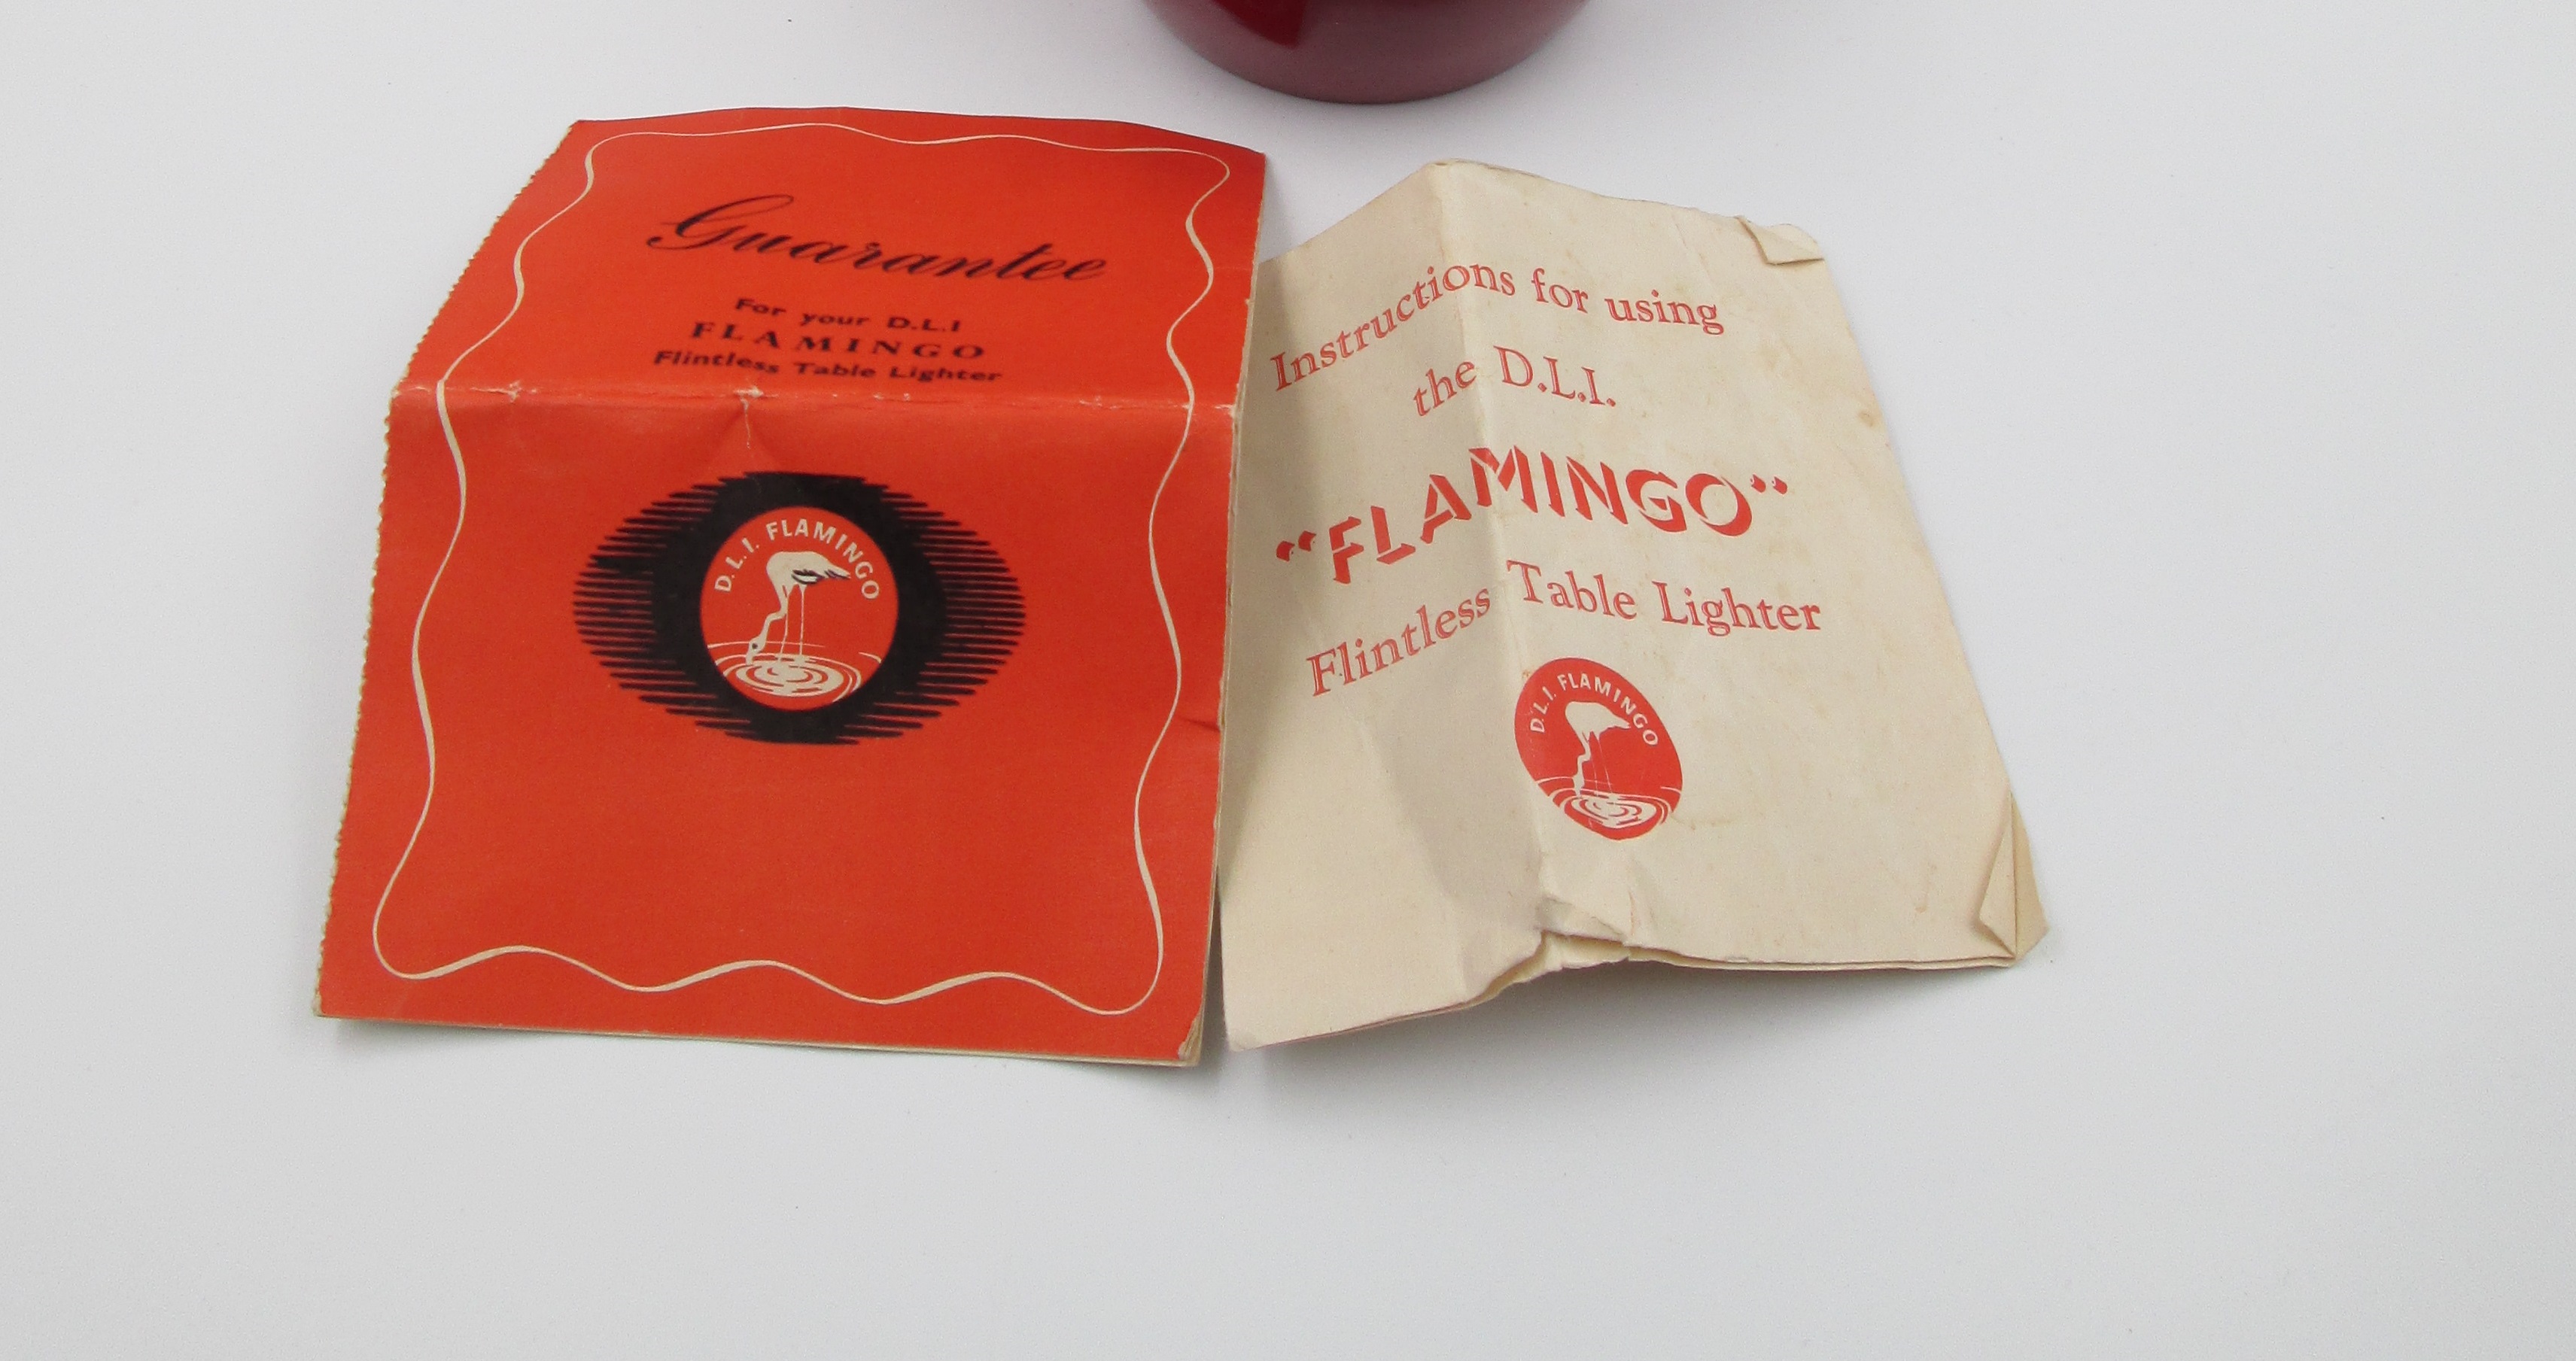 Guarantee
For your D.L.I
FLAMINGO
Flintless Table Lighter
D.L.I. FLAMINGO
Instructions for using
the D.L.I.
"FLAMINGO"
Flintless Table Lighter
D.L.I. FLAMINGO